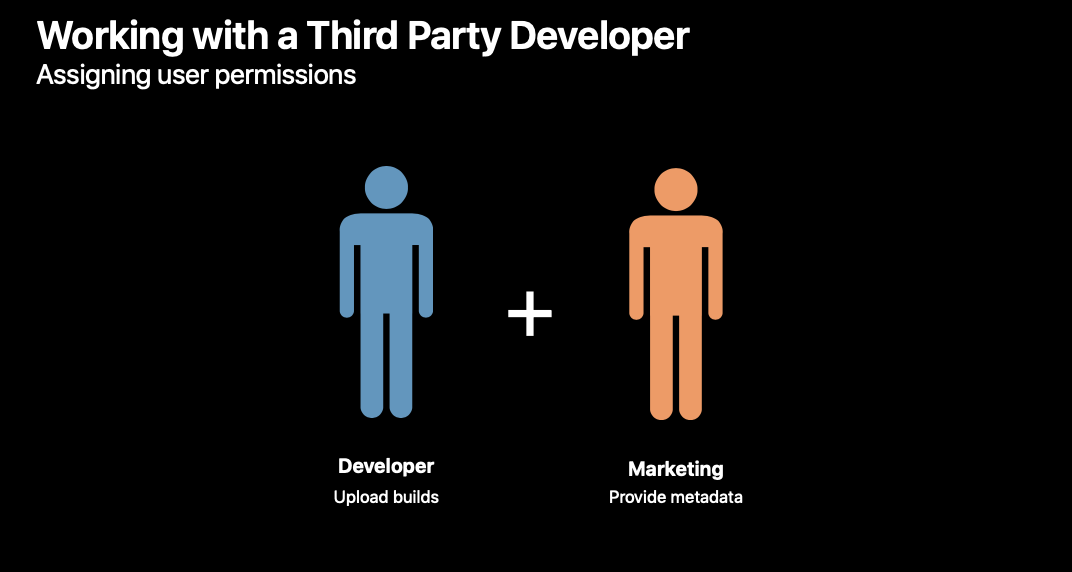 Working with a Third Party Developer
Assigning user permissions
+
Developer
Upload builds
Marketing
Provide metadata